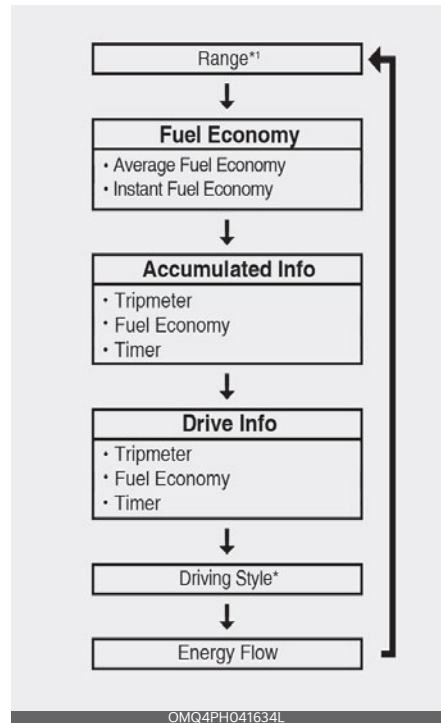 Range*¹
Fuel Economy
• Average Fuel Economy
• Instant Fuel Economy
Accumulated Info
• Tripmeter
• Fuel Economy
• Timer
Drive Info
• Tripmeter
• Fuel Economy
• Timer
Driving Style*
Energy Flow
OMQ4PH041634L